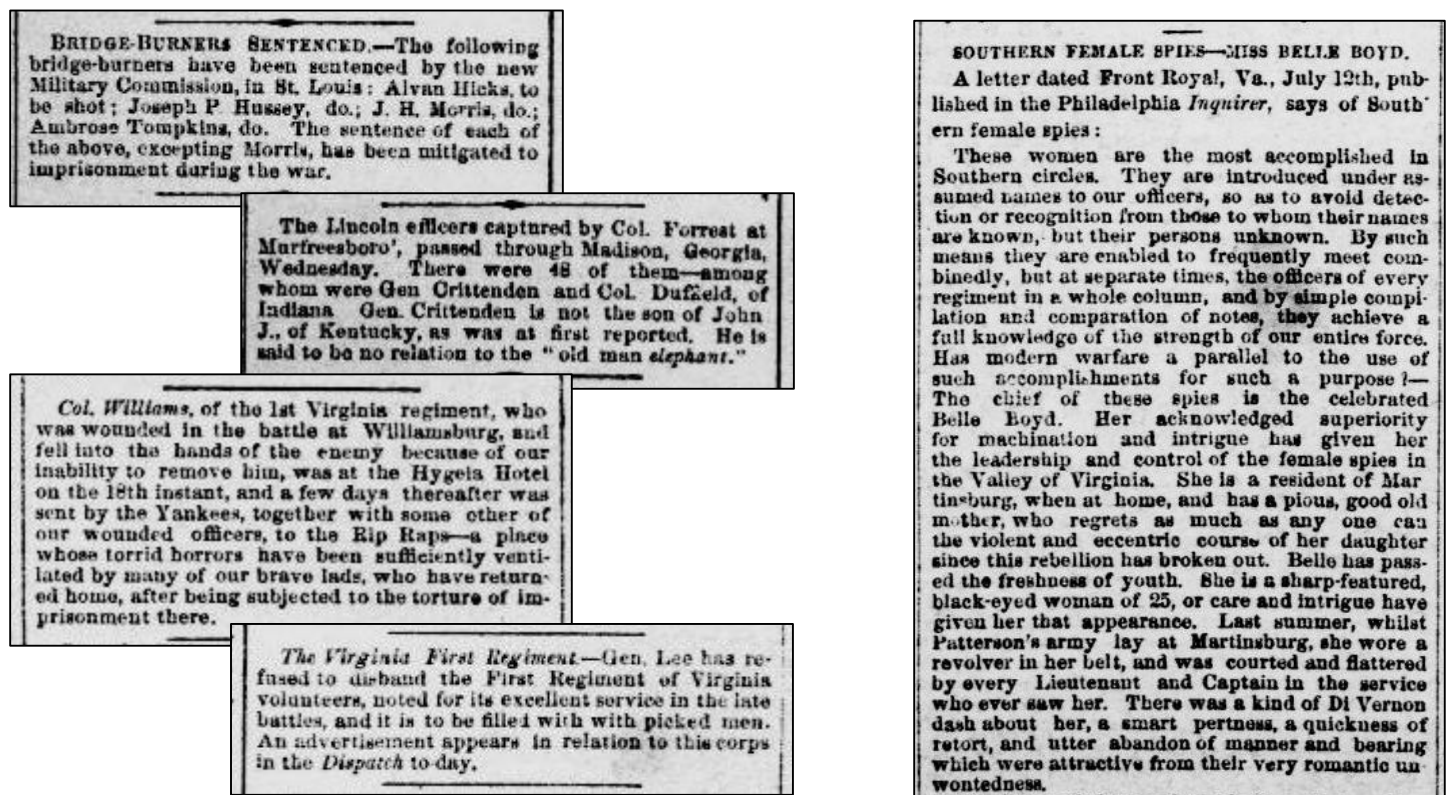 BRIDGE-BURNERS SENTENCED.—The following
bridge-burners have been sentenced by the new
Military Commission, in St. Louis: Alvan Hicks, to
be shot; Joseph P. Hussey, do.; J. H. Morris, do.;
Ambrose Tompkins, do. The sentence of each of
the above, excepting Morris, has been mitigated to
imprisonment during the war.
The Lincoln officers captured by Col. Forrest at
Murfreesboro', passed through Madison, Georgia,
Wednesday. There were 48 of them—among
whom were Gen Crittenden and Col. Duffield, of
Indiana Gen. Crittenden is not the son of John
J., of Kentucky, as was at first reported. He is
said to be no relation to the "old man elephant."
Col. Williams, of the 1st Virginia regiment, who
was wounded in the battle at Williamsburg, and
fell into the hands of the enemy because of our
inability to remove him, was at the Hygeia Hotel
on the 18th instant, and a few days thereafter was
sent by the Yankees, together with some other of
our wounded officers, to the Rip Raps—a place
whose torrid horrors have been sufficiently venti-
lated by many of our brave lads, who have return-
ed home, after being subjected to the torture of im-
prisonment there.
The Virginia First Regiment.—Gen. Lee has re-
fused to disband the First Regiment of Virginia
volunteers, noted for its excellent service in the late
battles, and it is to be filled with with picked men.
An advertisement appears in relation to this corps
in the Dispatch to-day.
SOUTHERN FEMALE SPIES—MISS BELLE BOYD.
A letter dated Front Royal, Va., July 12th, pub-
lished in the Philadelphia Inquirer, says of South
ern female spies:
These women are the most accomplished in
Southern circles. They are introduced under as-
sumed names to our officers, so as to avoid detec-
tion or recognition from those to whom their names
are known, but their persons unknown. By such
means they are enabled to frequently meet com-
binedly, but at separate times, the officers of every
regiment in a whole column, and by simple compi-
lation and comparation of notes, they achieve a
full knowledge of the strength of our entire force.
Has modern warfare a parallel to the use of
such accomplishments for such a purpose?—
The chief of these spies is the celebrated
Belle Boyd. Her acknowledged superiority
for machination and intrigue has given her
the leadership and control of the female spies in
the Valley of Virginia. She is a resident of Mar
tinsburg, when at home, and has a pious, good old
mother, who regrets as much as any one can
the violent and eccentric course of her daughter
since this rebellion has broken out. Belle has pass-
ed the freshness of youth. She is a sharp-featured,
black-eyed woman of 25, or care and intrigue have
given her that appearance. Last summer, whilst
Patterson's army lay at Martinsburg, she wore a
revolver in her belt, and was courted and flattered
by every Lieutenant and Captain in the service
who ever saw her. There was a kind of Di Vernon
dash about her, a smart pertness, a quickness of
retort, and utter abandon of manner and bearing
which were attractive from their very romantic un
wontedness.